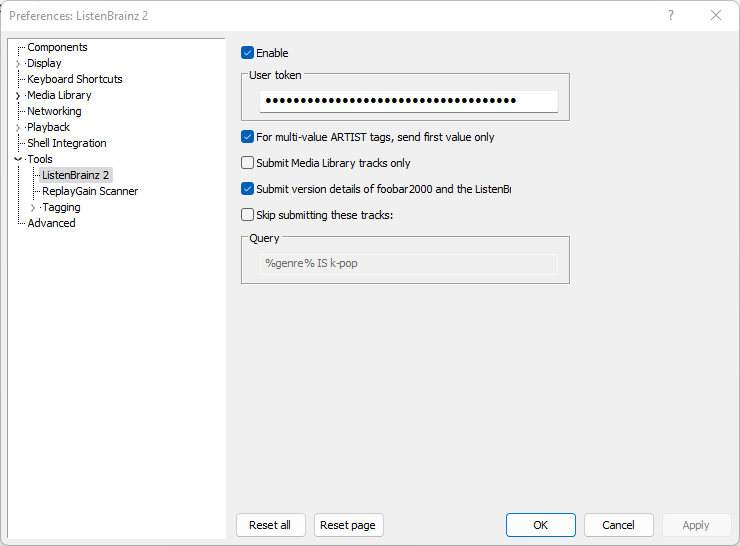 Preferences: ListenBrainz 2
?
Components
Display
Keyboard Shortcuts
Media Library
Networking
Playback
Shell Integration
Tools
ListenBrainz 2
ReplayGain Scanner
Tagging
Advanced
Enable
User token
●●●●●●●●●●●●●●●●●●●●●●●●●●●●●●●●●●●●
For multi-value ARTIST tags, send first value only
Submit Media Library tracks only
Submit version details of foobar2000 and the ListenBr
Skip submitting these tracks:
Query
%genre% IS k-pop
Reset all
Reset page
OK
Cancel
Apply